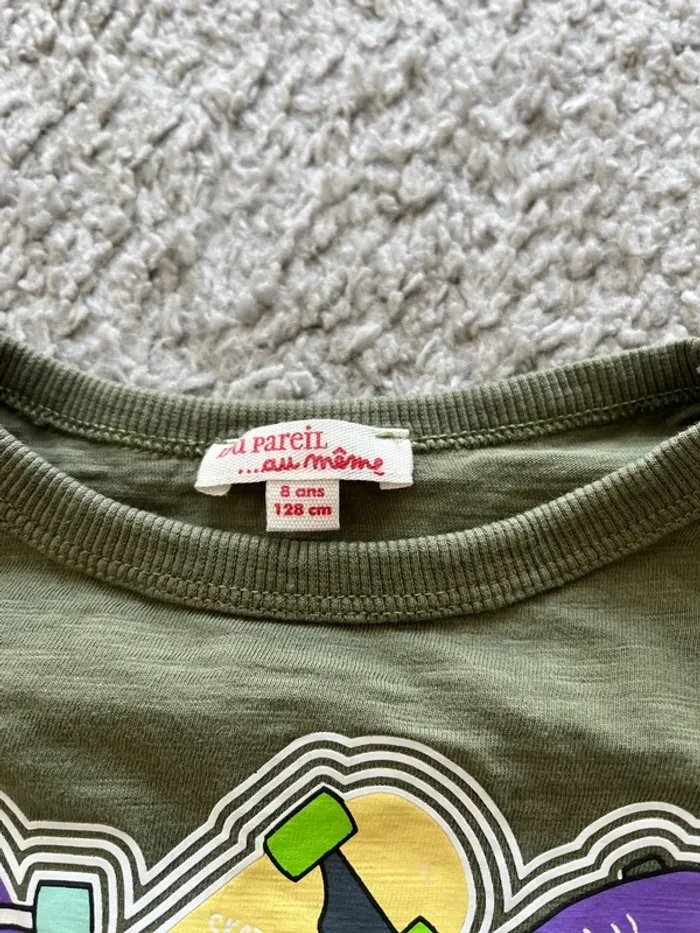 Du PareiL
...au même
8 ans
128 cm